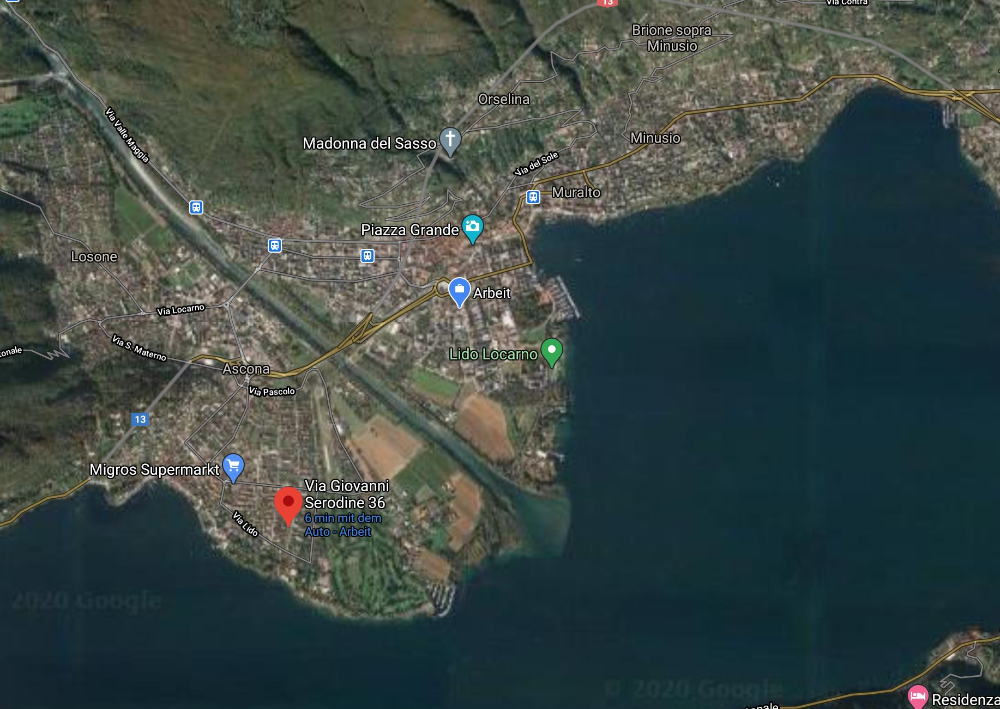 13
Via Contra
Brione sopra
Minusio
Orselina
Via Valle Maggia
Madonna del Sasso
Minusio
Via del Sole
Muralto
Piazza Grande
Losone
Arbeit
Via Locarno
Via S. Materno
tonale
Lido Locarno
Ascona
Via Pascolo
13
Migros Supermarkt
Via Giovanni
Serodine 36
6 min mit dem
Auto - Arbeit
Via Lido
2020 Google
© 2020 Google
Residenza
tonale